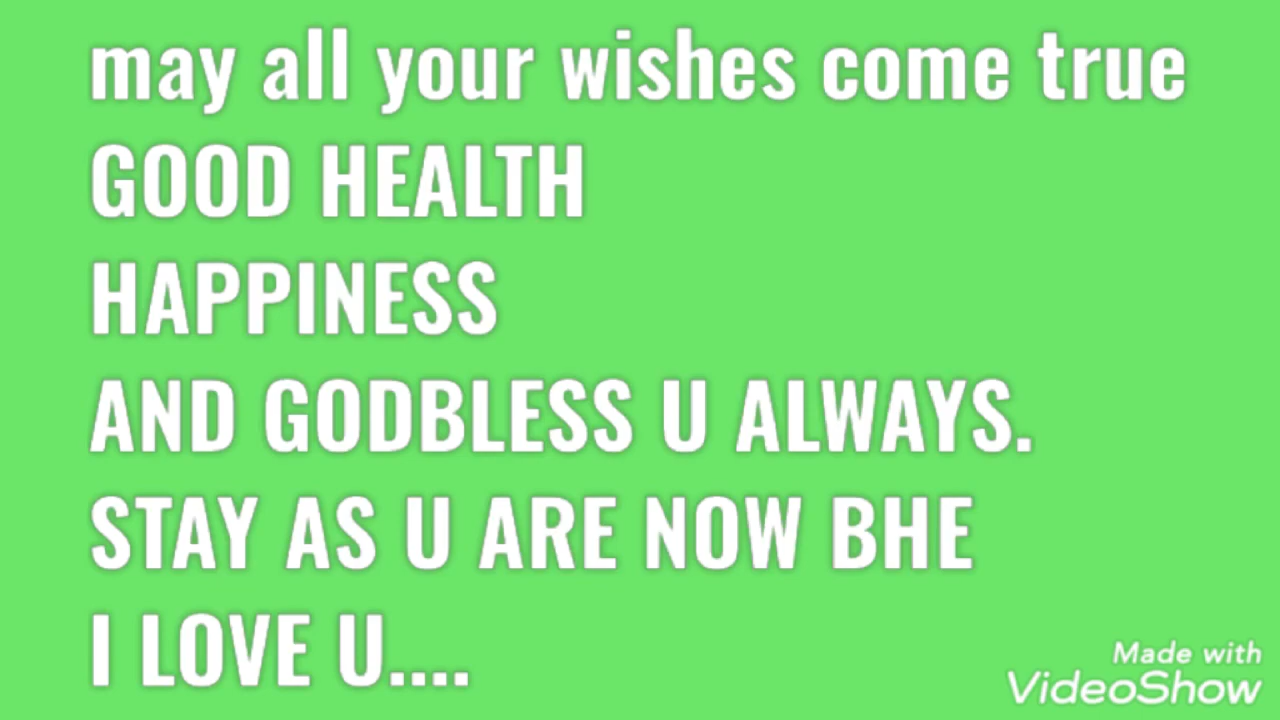 may all your wishes come true
GOOD HEALTH
HAPPINESS
AND GODBLESS U ALWAYS.
STAY AS U ARE NOW BHE
I LOVE U....
Made with
VideoShow